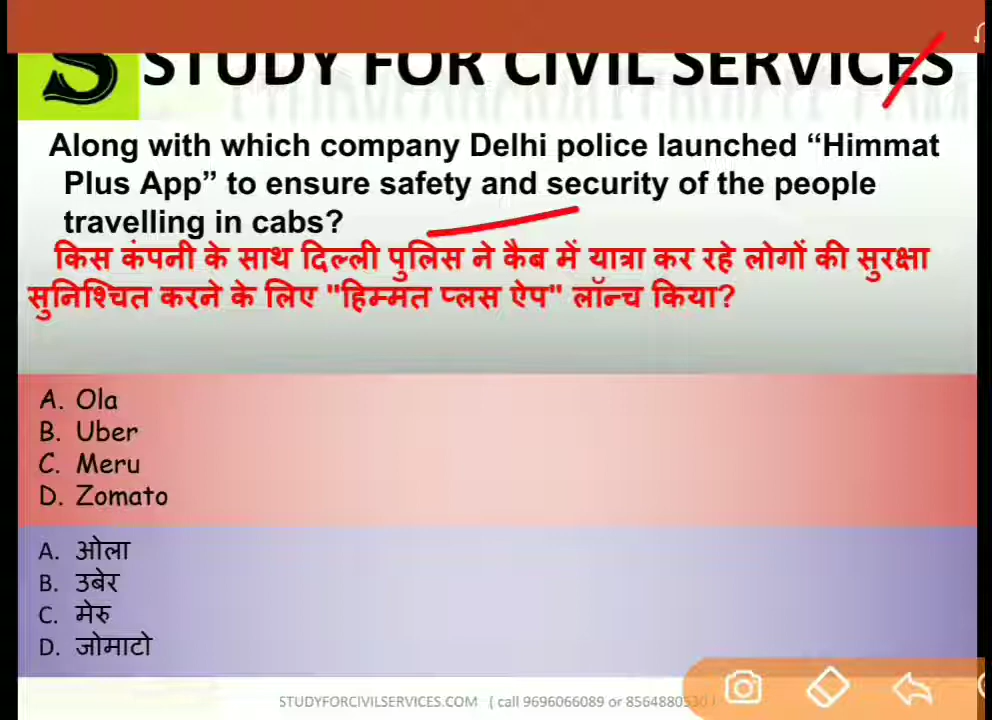 STUDY FOR CIVIL SERVICES
Along with which company Delhi police launched “Himmat
Plus App” to ensure safety and security of the people
travelling in cabs?
किस कंपनी के साथ दिल्ली पुलिस ने कैब में यात्रा कर रहे लोगों की सुरक्षा
सुनिश्चित करने के लिए "हिम्मत प्लस ऐप" लॉन्च किया?
A. Ola
B. Uber
C. Meru
D. Zomato
A. ओला
B. उबेर
C. मेरु
D. जोमाटो
STUDYFORCIVILSERVICES.COM ( call 9696066089 or 8564880530 )